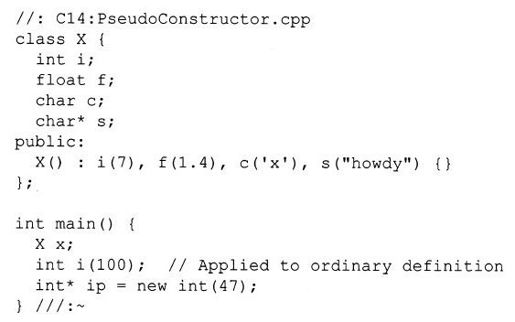 //: C14:PseudoConstructor.cpp
class X {
  int i;
  float f;
  char c;
  char* s;
public:
  X() : i(7), f(1.4), c('x'), s("howdy") {}
};

int main() {
  X x;
  int i(100);  // Applied to ordinary definition
  int* ip = new int(47);
} ///:~